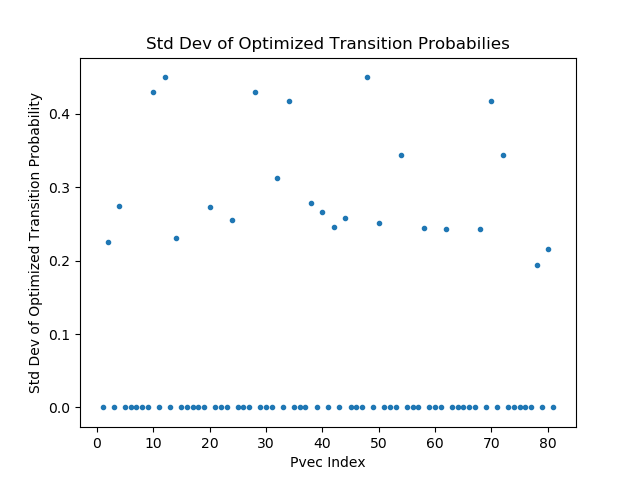 Std Dev of Optimized Transition Probabilies
Std Dev of Optimized Transition Probability
0.4
0.3
0.2
0.1
0.0
0 10 20 30 40 50 60 70 80
Pvec Index